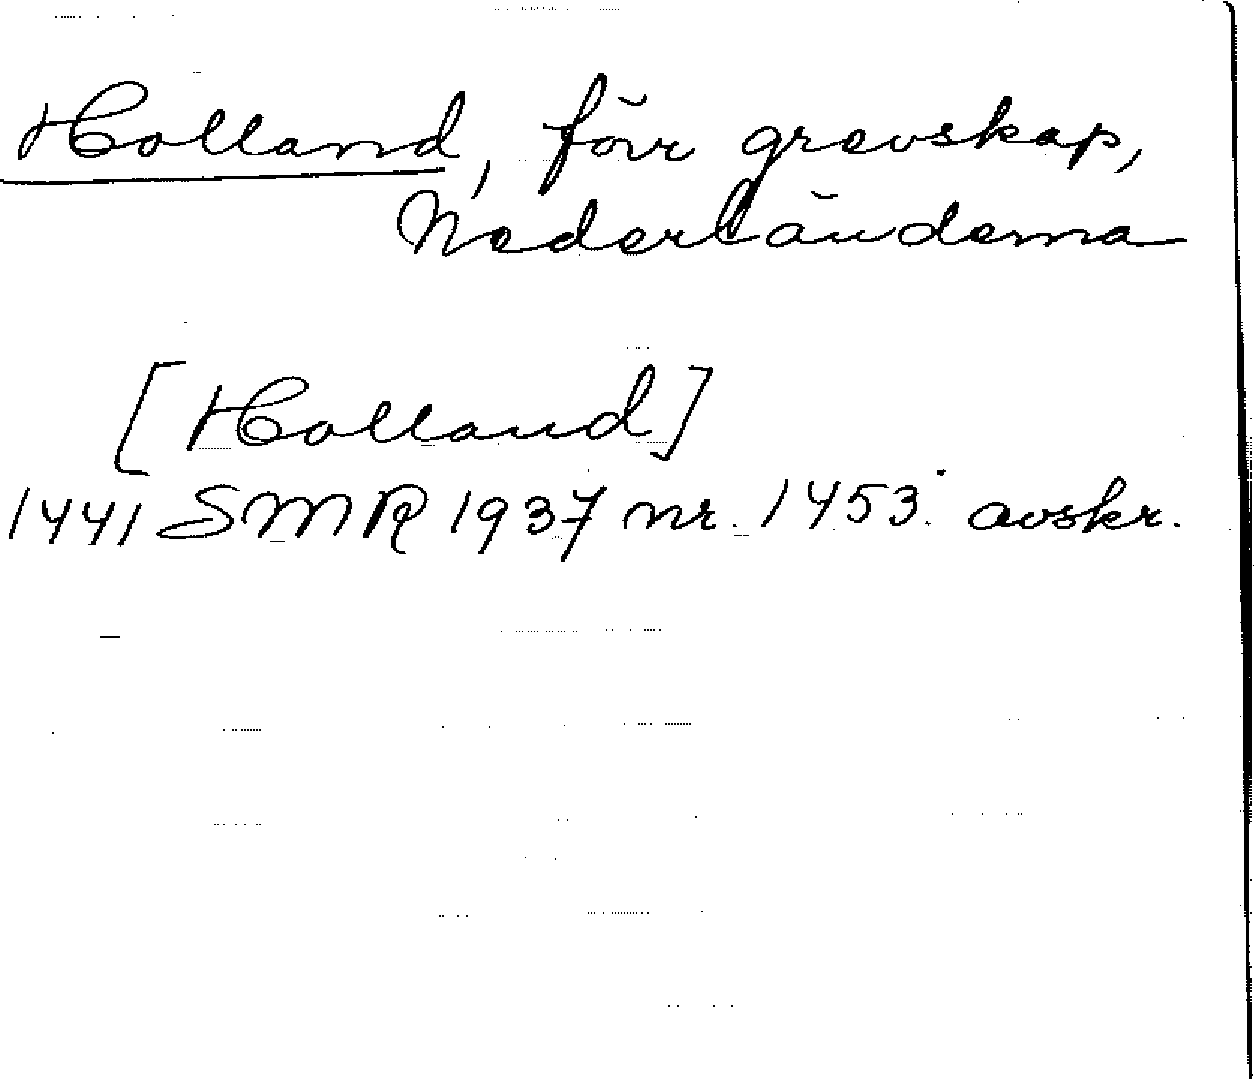 Holland, förr grevskap,
Nederländerna
[Holland]
1441 SMR 1937 nr. 1453. avskr.